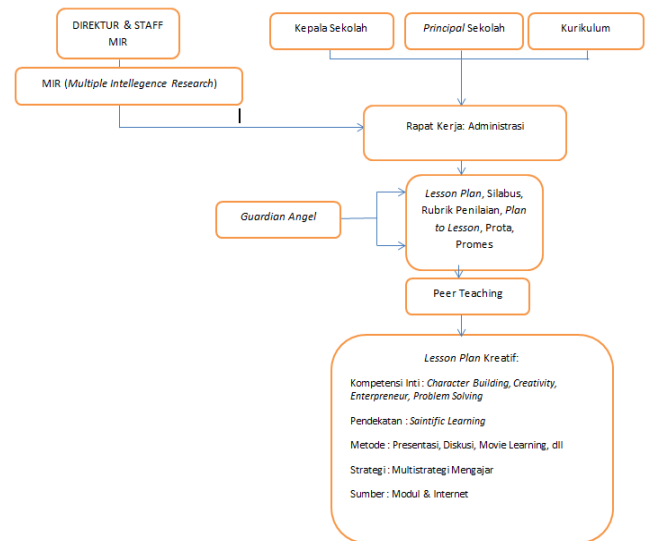 DIREKTUR & STAFF
MIR
Kepala Sekolah
Principal Sekolah
Kurikulum
MIR (Multiple Intellegence Research)
Rapat Kerja: Administrasi
Guardian Angel
Lesson Plan, Silabus,
Rubrik Penilaian, Plan
to Lesson, Prota,
Promes
Peer Teaching
Lesson Plan Kreatif:
Kompetensi Inti : Character Building, Creativity,
Enterpreneur, Problem Solving
Pendekatan : Saintific Learning
Metode : Presentasi, Diskusi, Movie Learning, dll
Strategi : Multistrategi Mengajar
Sumber : Modul & Internet